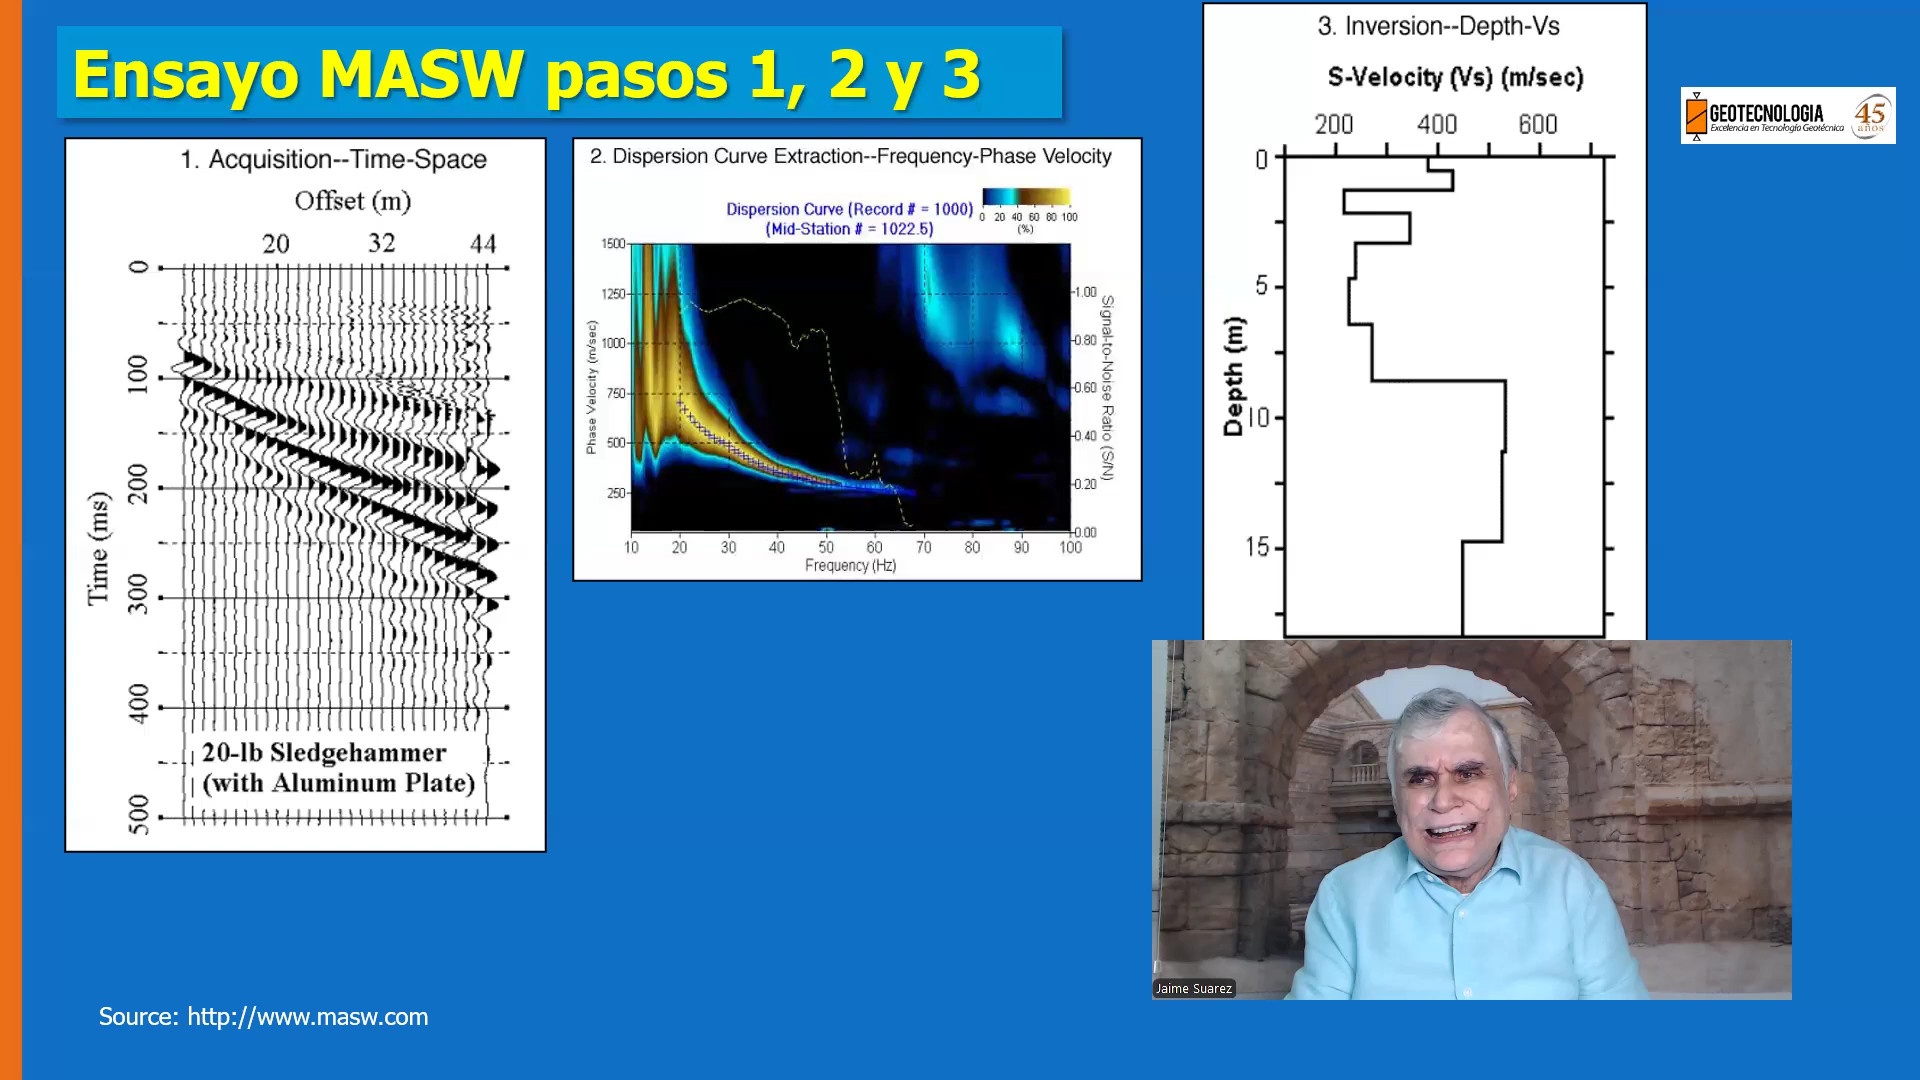 Ensayo MASW pasos 1, 2 y 3
1. Acquisition--Time-Space
Offset (m)
20 32 44
0
100
200
300
400
500
Time (ms)
20-lb Sledgehammer
(with Aluminum Plate)
2. Dispersion Curve Extraction--Frequency-Phase Velocity
Dispersion Curve (Record # = 1000)
(Mid-Station # = 1022.5)
0 20 40 60 80 100
(%)
1500
1250
1000
750
500
250
Phase Velocity (m/sec)
1.00
0.80
0.60
0.40
0.20
0.00
Signal-to-Noise Ratio (S/N)
10 20 30 40 50 60 70 80 90 100
Frequency (Hz)
3. Inversion--Depth-Vs
S-Velocity (Vs) (m/sec)
200 400 600
0
5
10
15
Depth (m)
GEOTECNOLOGIA
Excelencia en Tecnología Geotécnica
45
años
Jaime Suarez
Source: http://www.masw.com